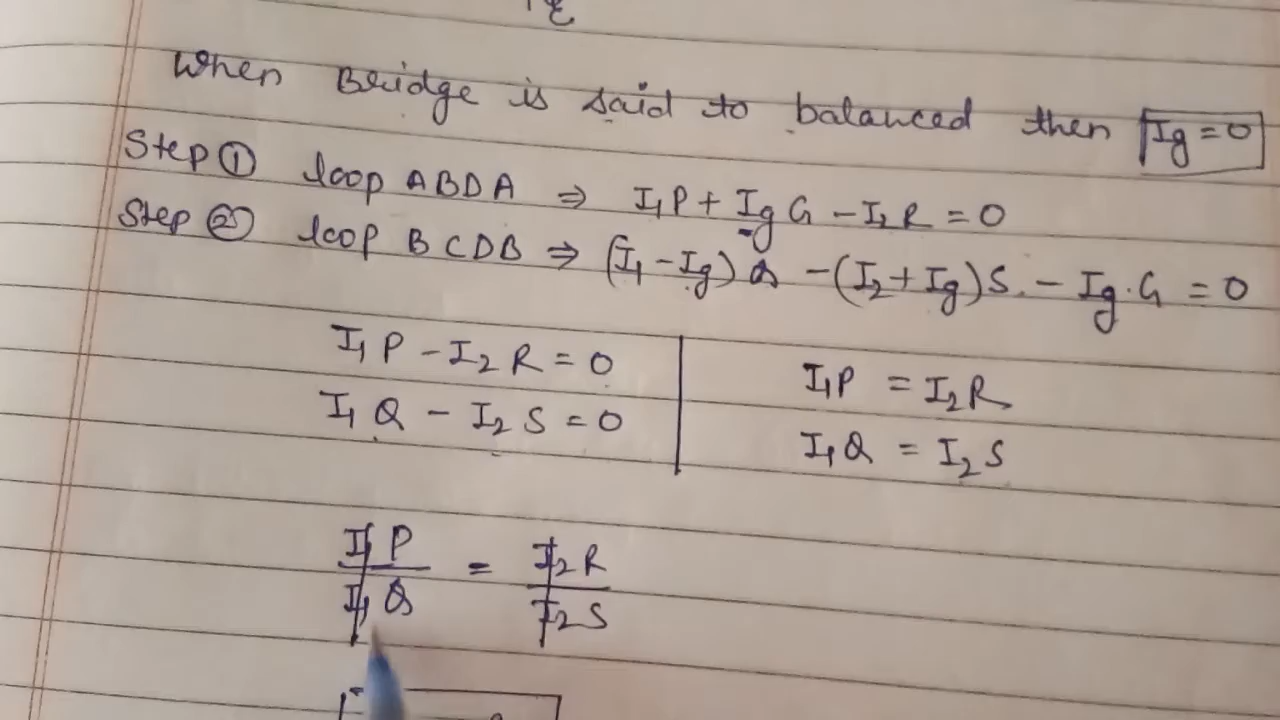 When Bridge is said to balanced then Ig = 0
Step ① loop ABDA ⇒ I₁P + IgG - I₂R = 0
Step ② loop BCDB ⇒ (I₁ - Ig)Q - (I₂ + Ig)S - Ig.G = 0
I₁P - I₂R = 0
I₁Q - I₂S = 0
I₁P = I₂R
I₁Q = I₂S
I₁P / I₁Q = I₂R / I₂S